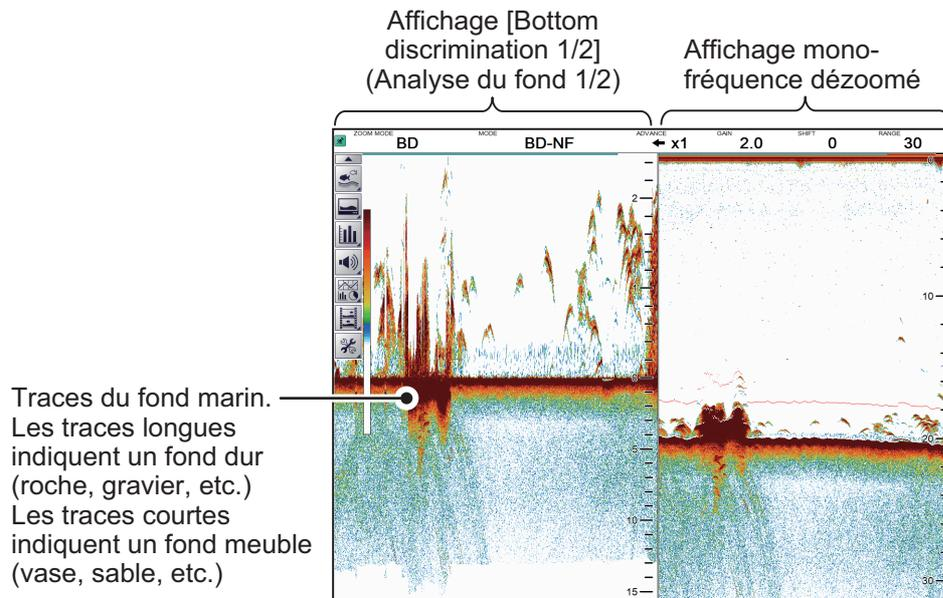 Affichage [Bottom
discrimination 1/2]
(Analyse du fond 1/2)
Affichage mono-
fréquence dézoomé
ZOOM MODE
BD
MODE
BD-NF
ADVANCE
x1
GAIN
2.0
SHIFT
0
RANGE
30
2
1
0
5
10
15
0
10
20
30
Traces du fond marin.
Les traces longues
indiquent un fond dur
(roche, gravier, etc.)
Les traces courtes
indiquent un fond meuble
(vase, sable, etc.)